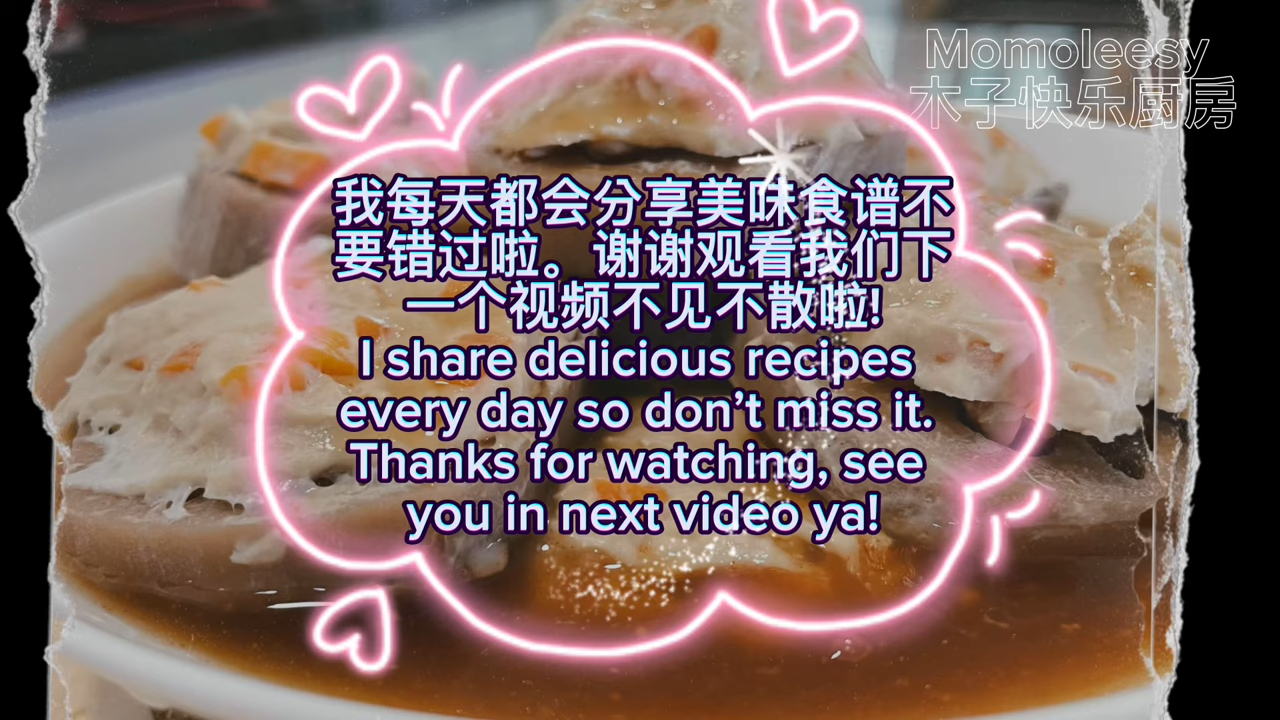 Momoleesy
木子快乐厨房
我每天都会分享美味食谱不
要错过啦。谢谢观看我们下
一个视频不见不散啦!
I share delicious recipes
every day so don't miss it.
Thanks for watching, see
you in next video ya!